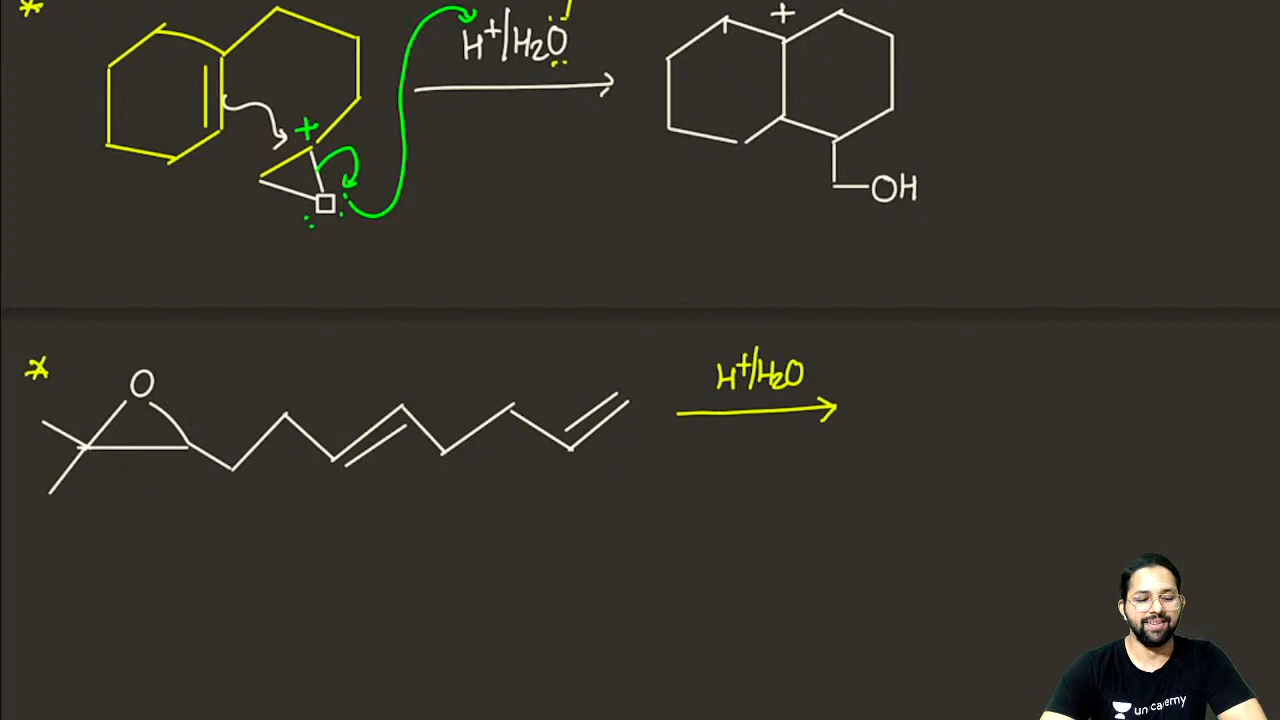 *
H⁺/H₂O
+
+
OH
*
O
H⁺/H₂O
unacademy